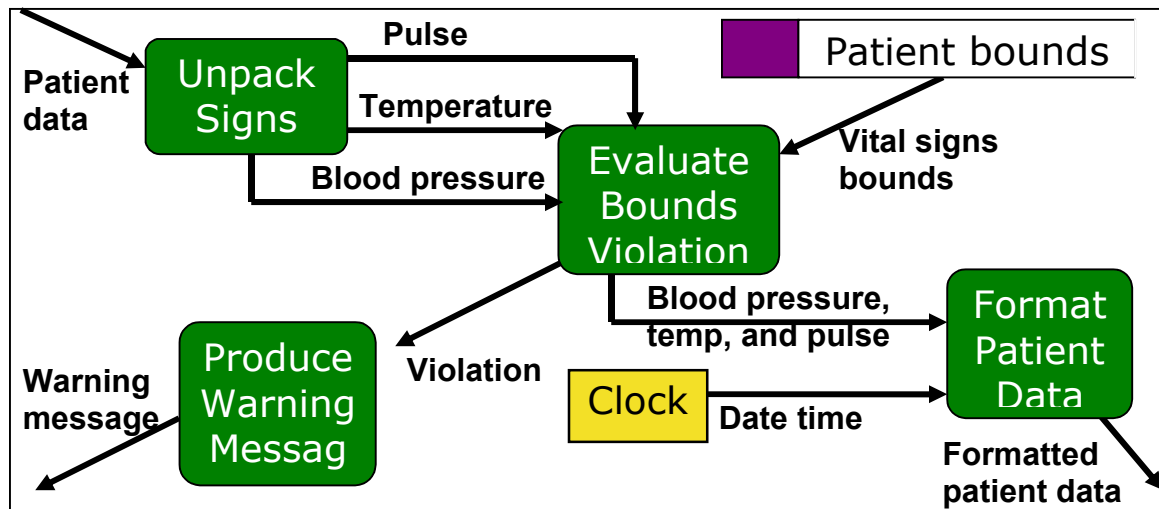 Patient
data
Unpack
Signs
Pulse
Temperature
Blood pressure
Patient bounds
Vital signs
bounds
Evaluate
Bounds
Violation
Blood pressure,
temp, and pulse
Format
Patient
Data
Produce
Warning
Messag
Violation
Warning
message
Clock
Date time
Formatted
patient data